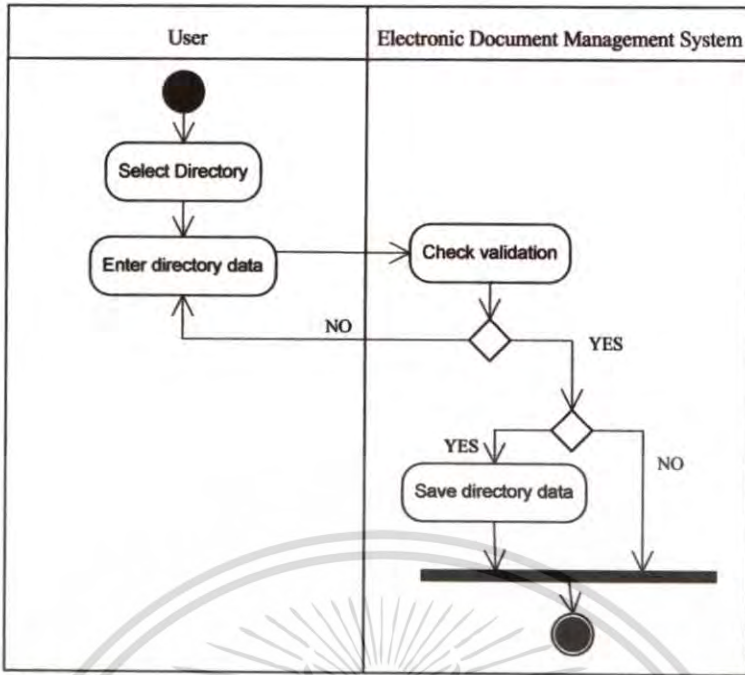 User
Electronic Document Management System
Select Directory
Enter directory data
Check validation
NO
YES
YES
NO
Save directory data